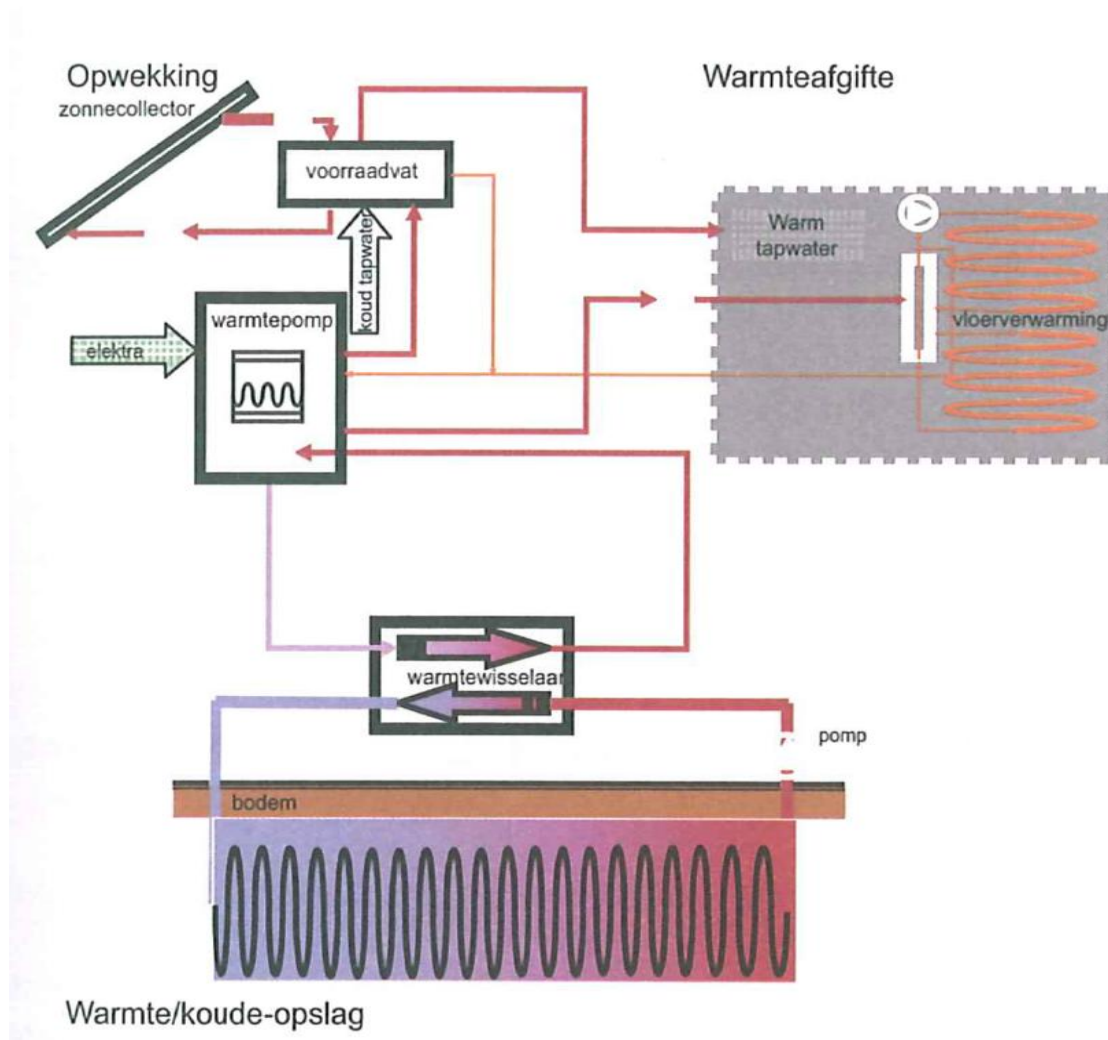 Opwekking
zonnecollector
Warmteafgifte
voorraadvat
koud tapwater
Warm
tapwater
warmtepomp
elektra
vloerverwarming
warmtewisselaar
pomp
bodem
Warmte/koude-opslag